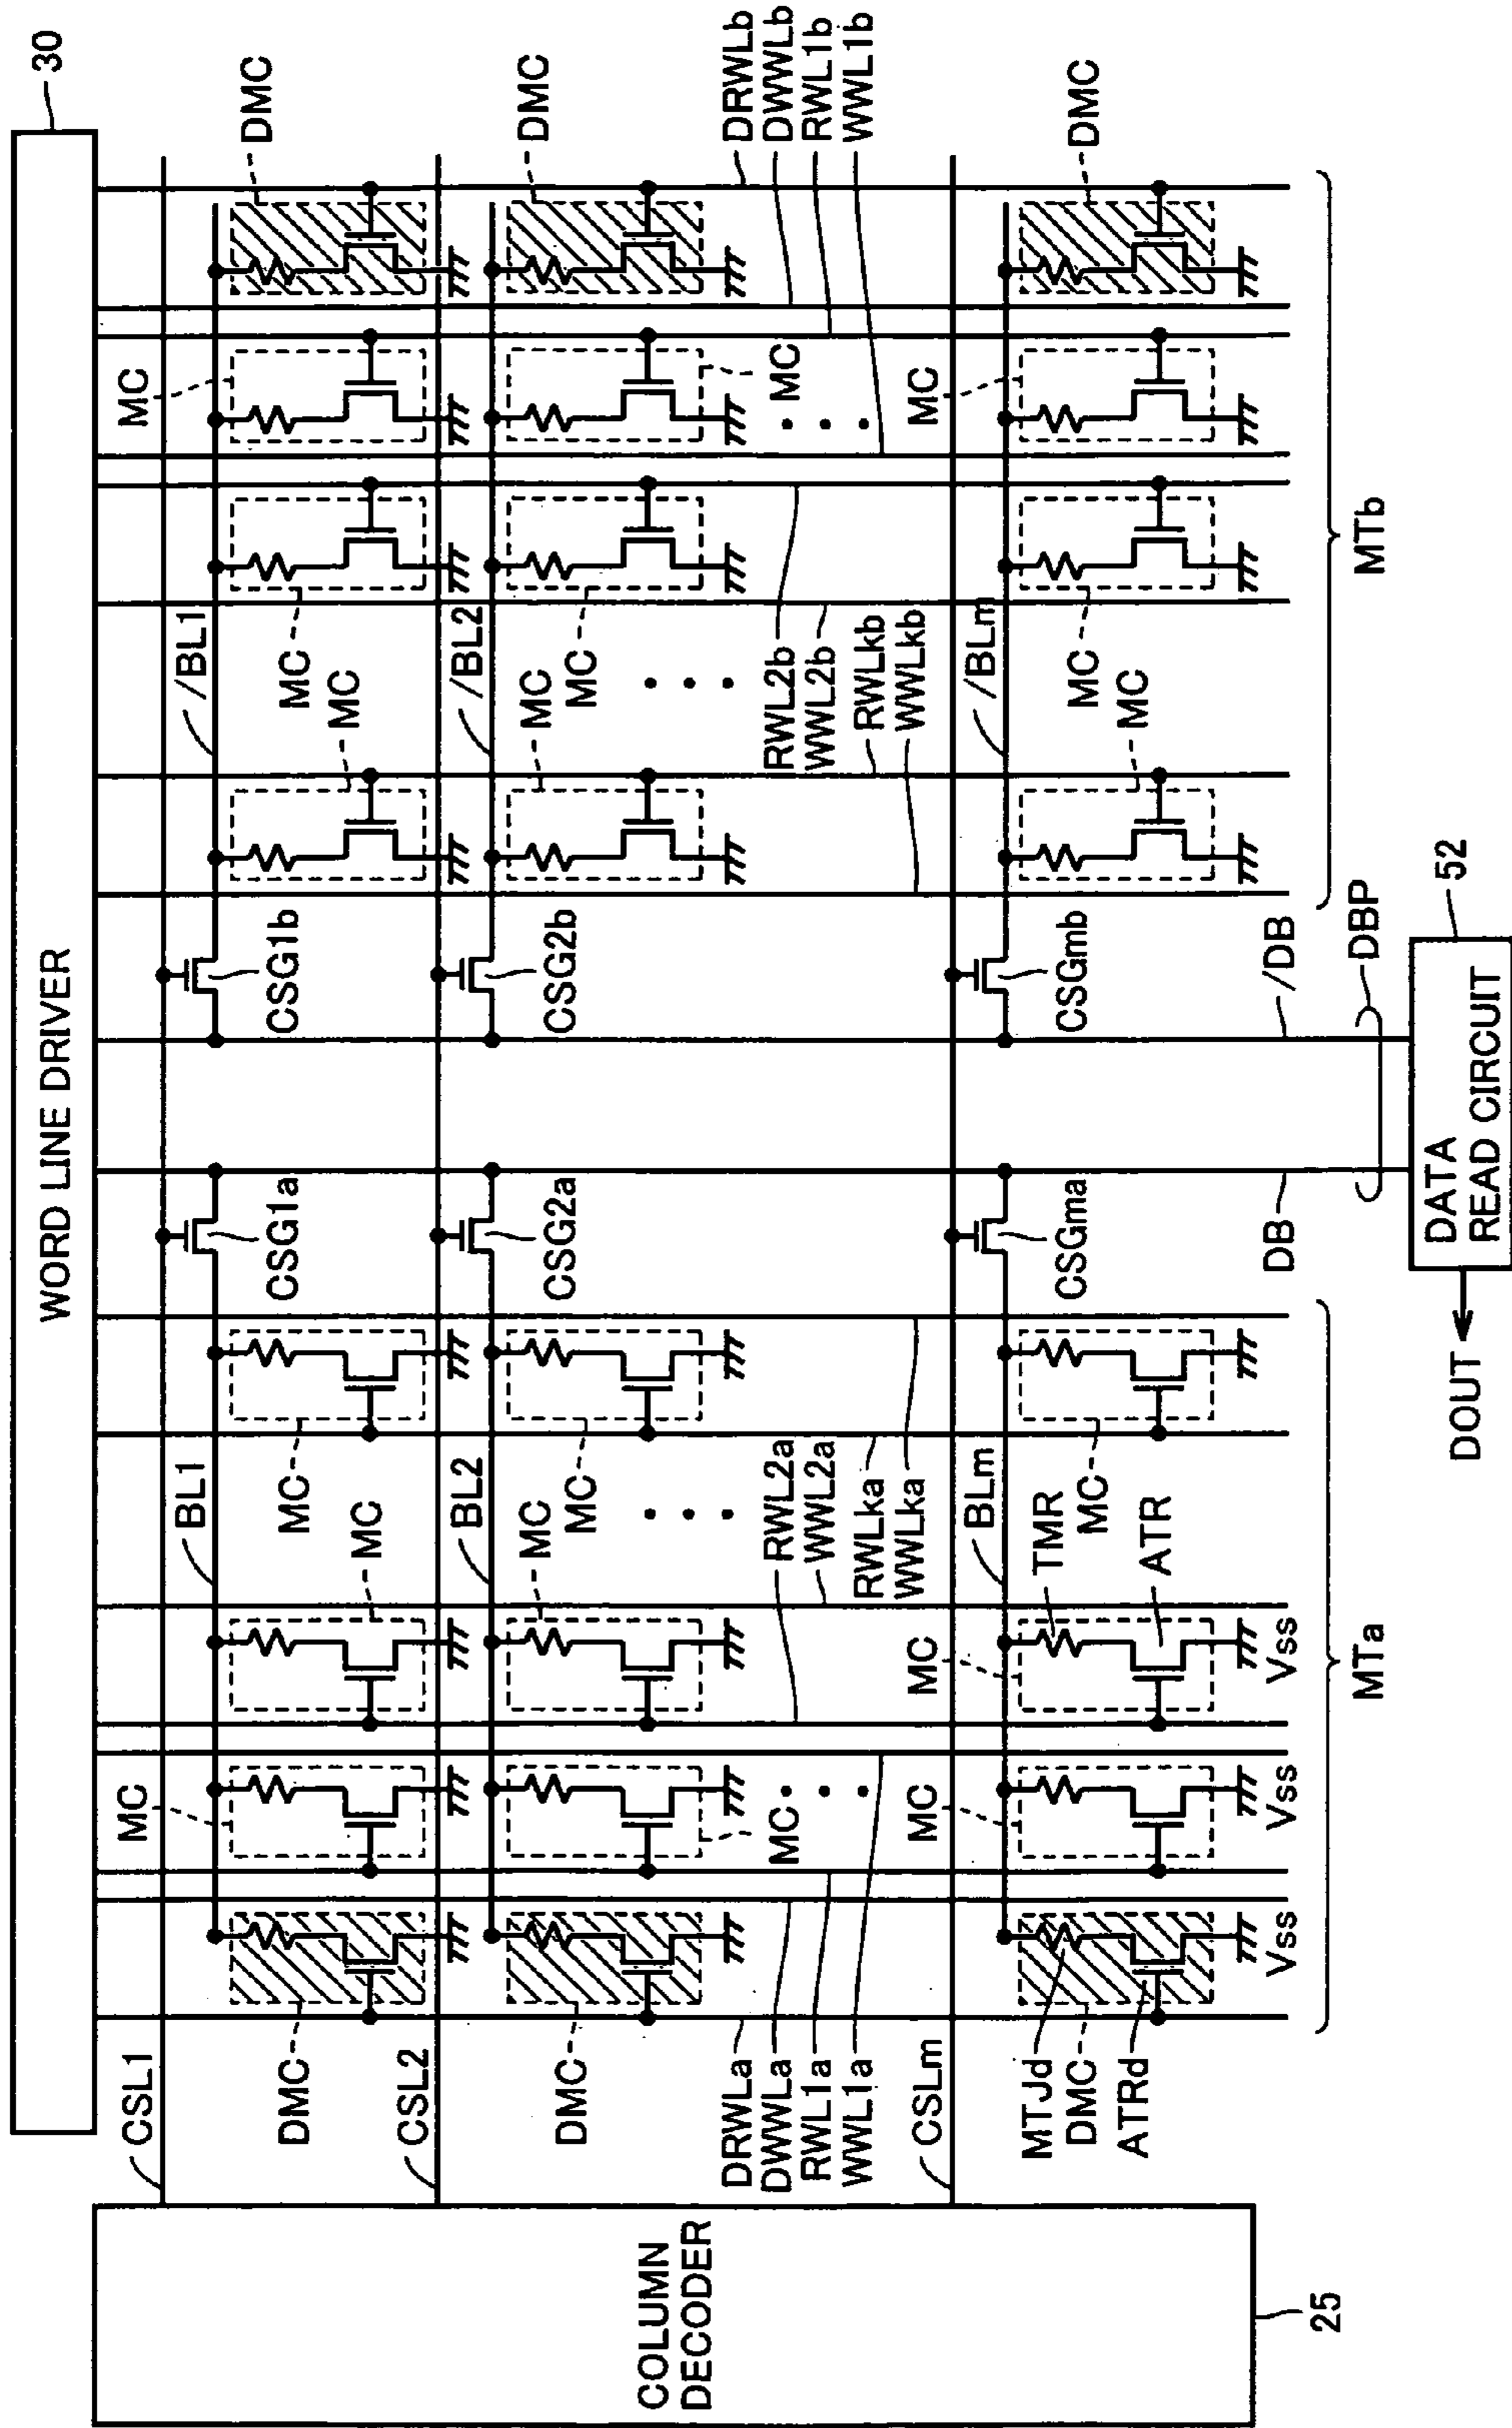 WORD LINE DRIVER
30
COLUMN
DECODER
25
CSL1
BL1
CSG1a
CSG1b
/BL1
DMC
MC
MC
MC
MC
MC
MC
DMC
CSL2
BL2
CSG2a
CSG2b
/BL2
DMC
MC
MC
MC
MC
MC
MC
DMC
DRWLa
DWWLa
RWL1a
WWL1a
RWL2a
WWL2a
RWLka
WWLka
RWL2b
WWL2b
RWLkb
WWLkb
DRWLb
DWWLb
RWL1b
WWL1b
CSLm
BLm
CSGma
CSGmb
/BLm
MTJd
DMC
ATRd
MC
MC
TMR
MC
ATR
MC
MC
MC
DMC
Vss
Vss
Vss
MTa
MTb
DB
/DB
DBP
DATA
READ CIRCUIT
52
DOUT